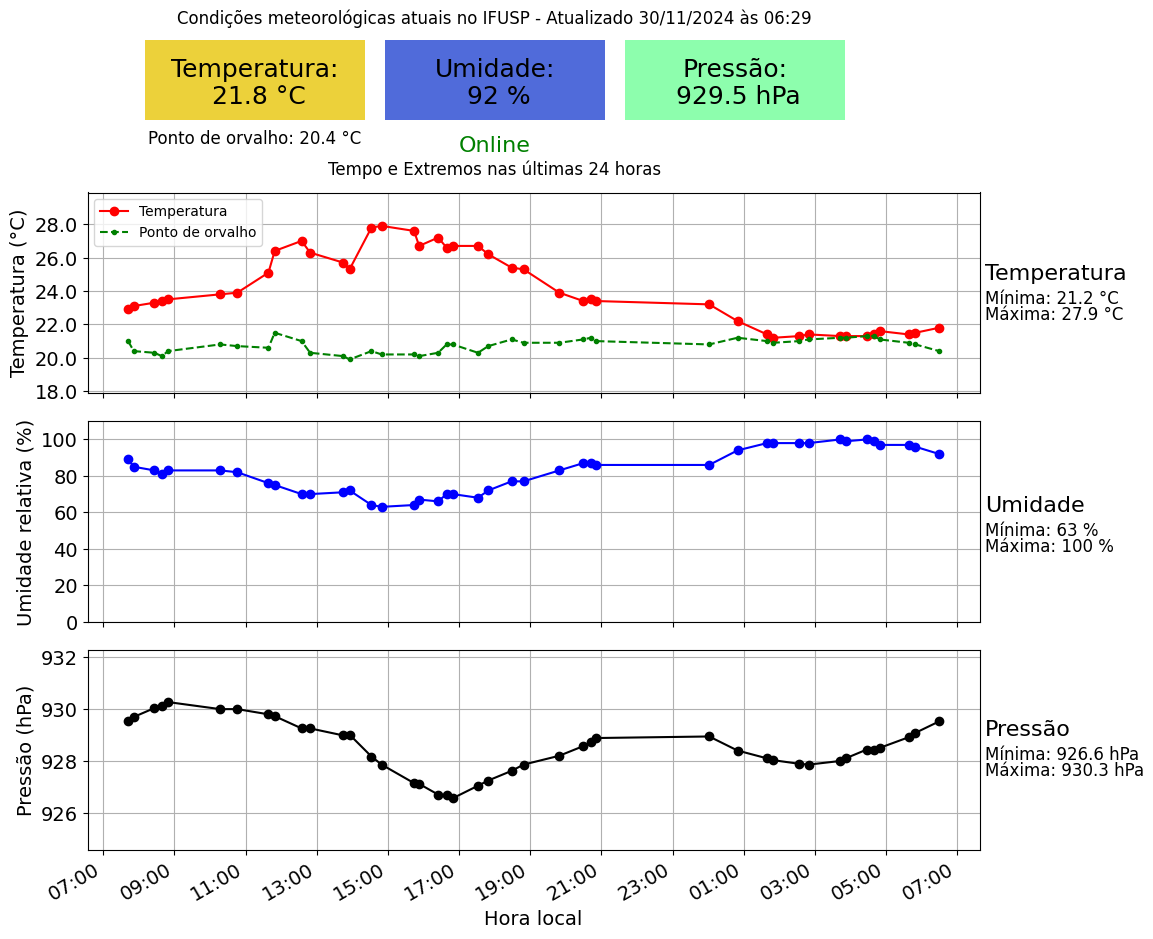 Condições meteorológicas atuais no IFUSP - Atualizado 30/11/2024 às 06:29
Temperatura:
21.8 °C
Umidade:
92 %
Pressão:
929.5 hPa
Ponto de orvalho: 20.4 °C
Online
Tempo e Extremos nas últimas 24 horas
Temperatura (°C)
28.0
26.0
24.0
22.0
20.0
18.0
Temperatura
Ponto de orvalho
Temperatura
Mínima: 21.2 °C
Máxima: 27.9 °C
Umidade relativa (%)
100
80
60
40
20
0
Umidade
Mínima: 63 %
Máxima: 100 %
Pressão (hPa)
932
930
928
926
Pressão
Mínima: 926.6 hPa
Máxima: 930.3 hPa
07:00 09:00 11:00 13:00 15:00 17:00 19:00 21:00 23:00 01:00 03:00 05:00 07:00
Hora local